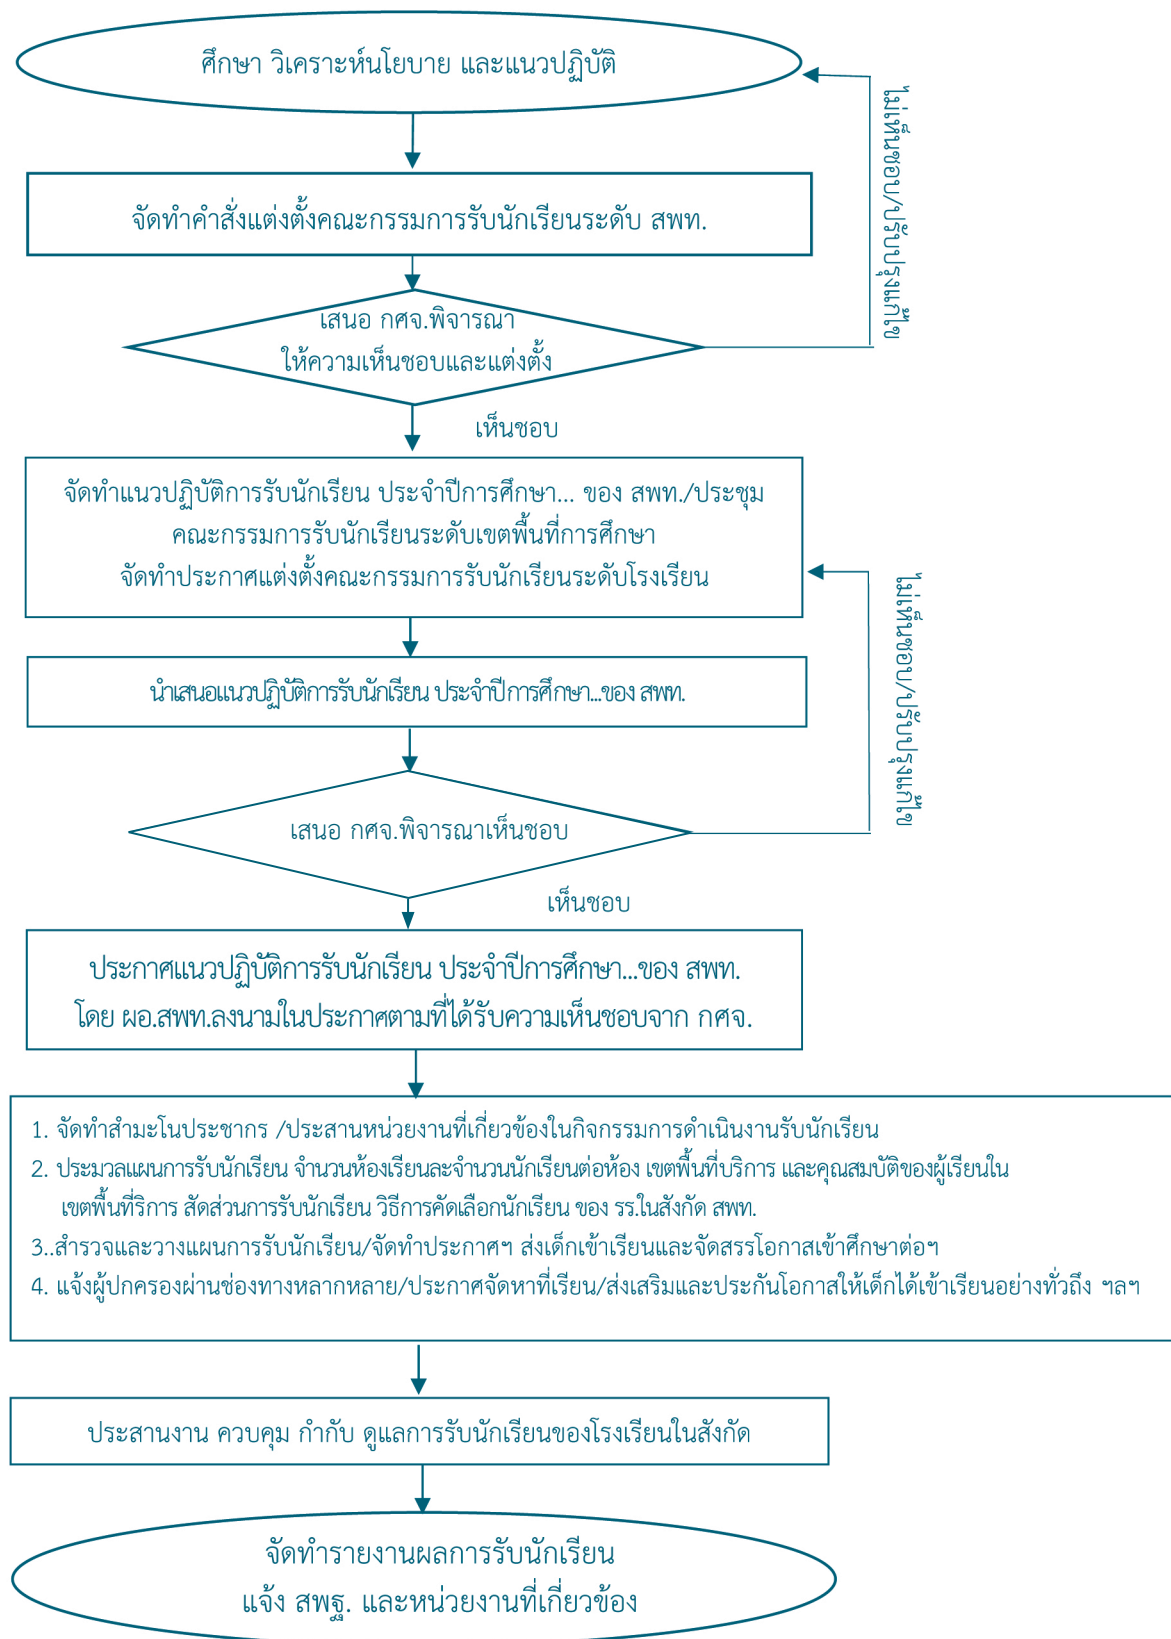 ศึกษา วิเคราะห์นโยบาย และแนวปฏิบัติ
ไม่เห็นชอบ/ปรับปรุงแก้ไข
จัดทำคำสั่งแต่งตั้งคณะกรรมการรับนักเรียนระดับ สพท.
เสนอ กศจ.พิจารณา
ให้ความเห็นชอบและแต่งตั้ง
เห็นชอบ
จัดทำแนวปฏิบัติการรับนักเรียน ประจำปีการศึกษา... ของ สพท./ประชุม
คณะกรรมการรับนักเรียนระดับเขตพื้นที่การศึกษา
จัดทำประกาศแต่งตั้งคณะกรรมการรับนักเรียนระดับโรงเรียน
ไม่เห็นชอบ/ปรับปรุงแก้ไข
นำเสนอแนวปฏิบัติการรับนักเรียน ประจำปีการศึกษา...ของ สพท.
เสนอ กศจ.พิจารณาเห็นชอบ
เห็นชอบ
ประกาศแนวปฏิบัติการรับนักเรียน ประจำปีการศึกษา...ของ สพท.
โดย ผอ.สพท.ลงนามในประกาศตามที่ได้รับความเห็นชอบจาก กศจ.
1. จัดทำสำมะโนประชากร /ประสานหน่วยงานที่เกี่ยวข้องในกิจกรรมการดำเนินงานรับนักเรียน
2. ประมวลแผนการรับนักเรียน จำนวนห้องเรียนละจำนวนนักเรียนต่อห้อง เขตพื้นที่บริการ และคุณสมบัติของผู้เรียนใน
เขตพื้นที่ริการ สัดส่วนการรับนักเรียน วิธีการคัดเลือกนักเรียน ของ รร.ในสังกัด สพท.
3..สำรวจและวางแผนการรับนักเรียน/จัดทำประกาศฯ ส่งเด็กเข้าเรียนและจัดสรรโอกาสเข้าศึกษาต่อฯ
4. แจ้งผู้ปกครองผ่านช่องทางหลากหลาย/ประกาศจัดหาที่เรียน/ส่งเสริมและประกันโอกาสให้เด็กได้เข้าเรียนอย่างทั่วถึง ฯลฯ
ประสานงาน ควบคุม กำกับ ดูแลการรับนักเรียนของโรงเรียนในสังกัด
จัดทำรายงานผลการรับนักเรียน
แจ้ง สพฐ. และหน่วยงานที่เกี่ยวข้อง